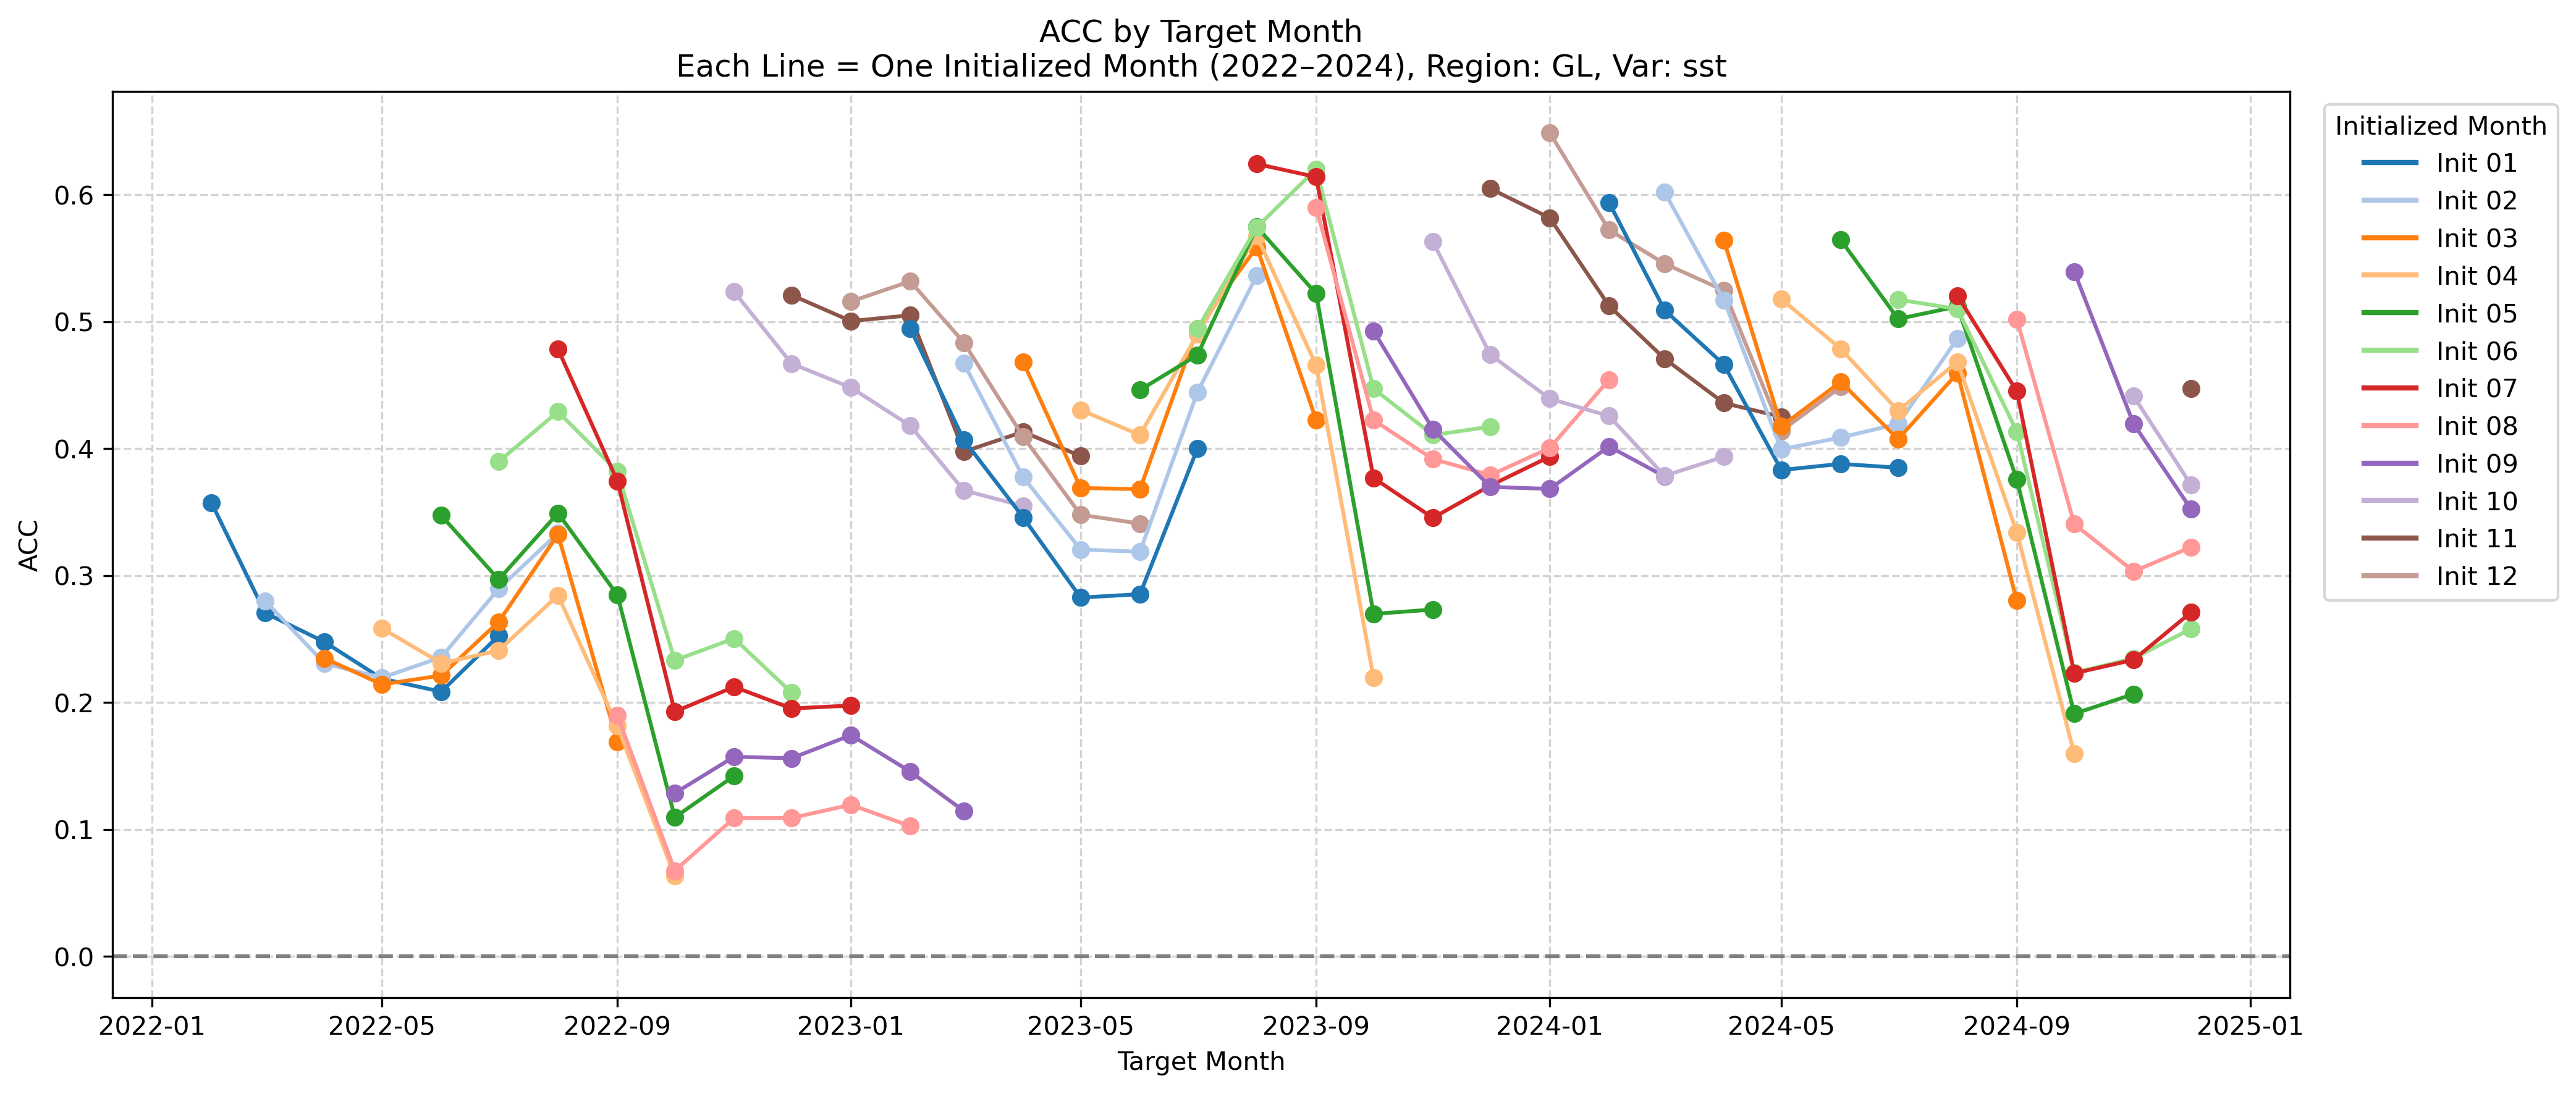 ACC by Target Month
Each Line = One Initialized Month (2022–2024), Region: GL, Var: sst
Initialized Month
Init 01
Init 02
Init 03
Init 04
Init 05
Init 06
Init 07
Init 08
Init 09
Init 10
Init 11
Init 12
ACC
0.6
0.5
0.4
0.3
0.2
0.1
0.0
2022-01 2022-05 2022-09 2023-01 2023-05 2023-09 2024-01 2024-05 2024-09 2025-01
Target Month